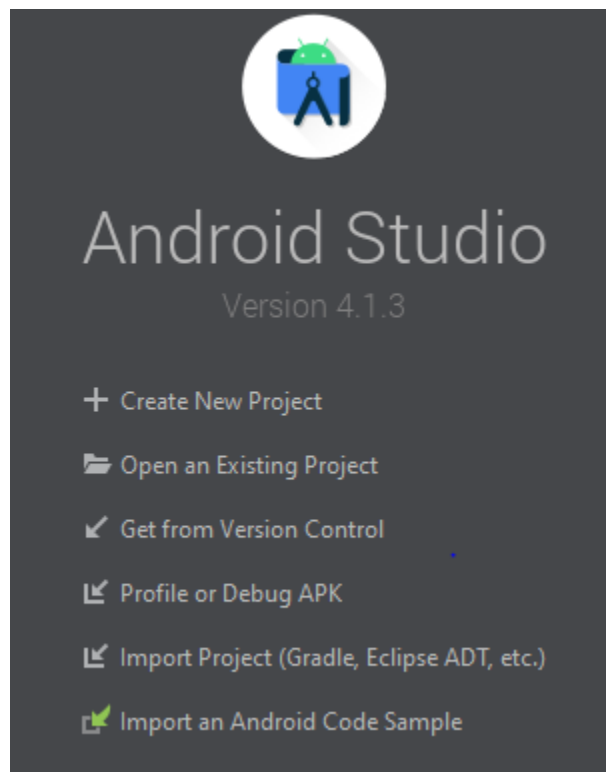 Android Studio
Version 4.1.3
Create New Project
Open an Existing Project
Get from Version Control
Profile or Debug APK
Import Project (Gradle, Eclipse ADT, etc.)
Import an Android Code Sample